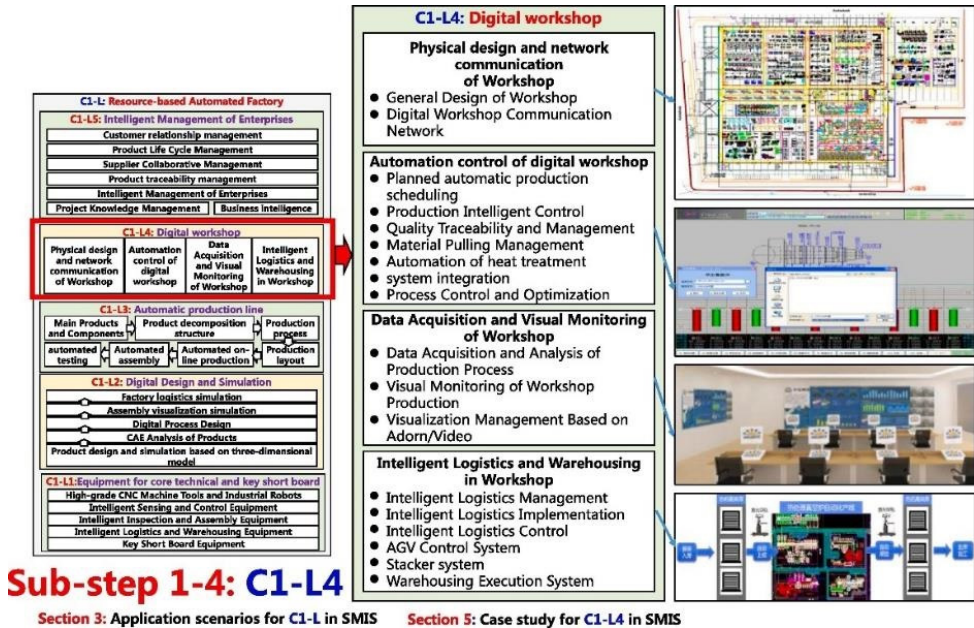 C1-L: Resource-based Automated Factory
C1-L5: Intelligent Management of Enterprises
Customer relationship management
Product Life Cycle Management
Supplier Collaborative Management
Product traceability management
Intelligent Management of Enterprises
Project Knowledge Management
Business Intelligence
C1-L4: Digital workshop
Physical design
and network
communication
of Workshop
Automation
control of
digital
workshop
Data
Acquisition
and Visual
Monitoring
of Workshop
Intelligent
Logistics and
Warehousing
in Workshop
C1-L3: Automatic production line
Main Products
and Components
Product decomposition
structure
Production
process
automated
testing
Automated
assembly
Automated on-
line production
Production
layout
C1-L2: Digital Design and Simulation
Factory logistics simulation
Assembly visualization simulation
Digital Process Design
CAE Analysis of Products
Product design and simulation based on three-dimensional
model
C1-L1:Equipment for core technical and key short board
High-grade CNC Machine Tools and Industrial Robots
Intelligent Sensing and Control Equipment
Intelligent Inspection and Assembly Equipment
Intelligent Logistics and Warehousing Equipment
Key Short Board Equipment
Sub-step 1-4: C1-L4
C1-L4: Digital workshop
Physical design and network
communication
of Workshop
● General Design of Workshop
● Digital Workshop Communication
Network
Automation control of digital workshop
● Planned automatic production
scheduling
● Production Intelligent Control
● Quality Traceability and Management
● Material Pulling Management
● Automation of heat treatment
● system integration
● Process Control and Optimization
Data Acquisition and Visual Monitoring
of Workshop
● Data Acquisition and Analysis of
Production Process
● Visual Monitoring of Workshop
Production
● Visualization Management Based on
Adorn/Video
Intelligent Logistics and Warehousing
in Workshop
● Intelligent Logistics Management
● Intelligent Logistics Implementation
● Intelligent Logistics Control
● AGV Control System
● Stacker system
● Warehousing Execution System
Section 3: Application scenarios for C1-L in SMIS
Section 5: Case study for C1-L4 in SMIS